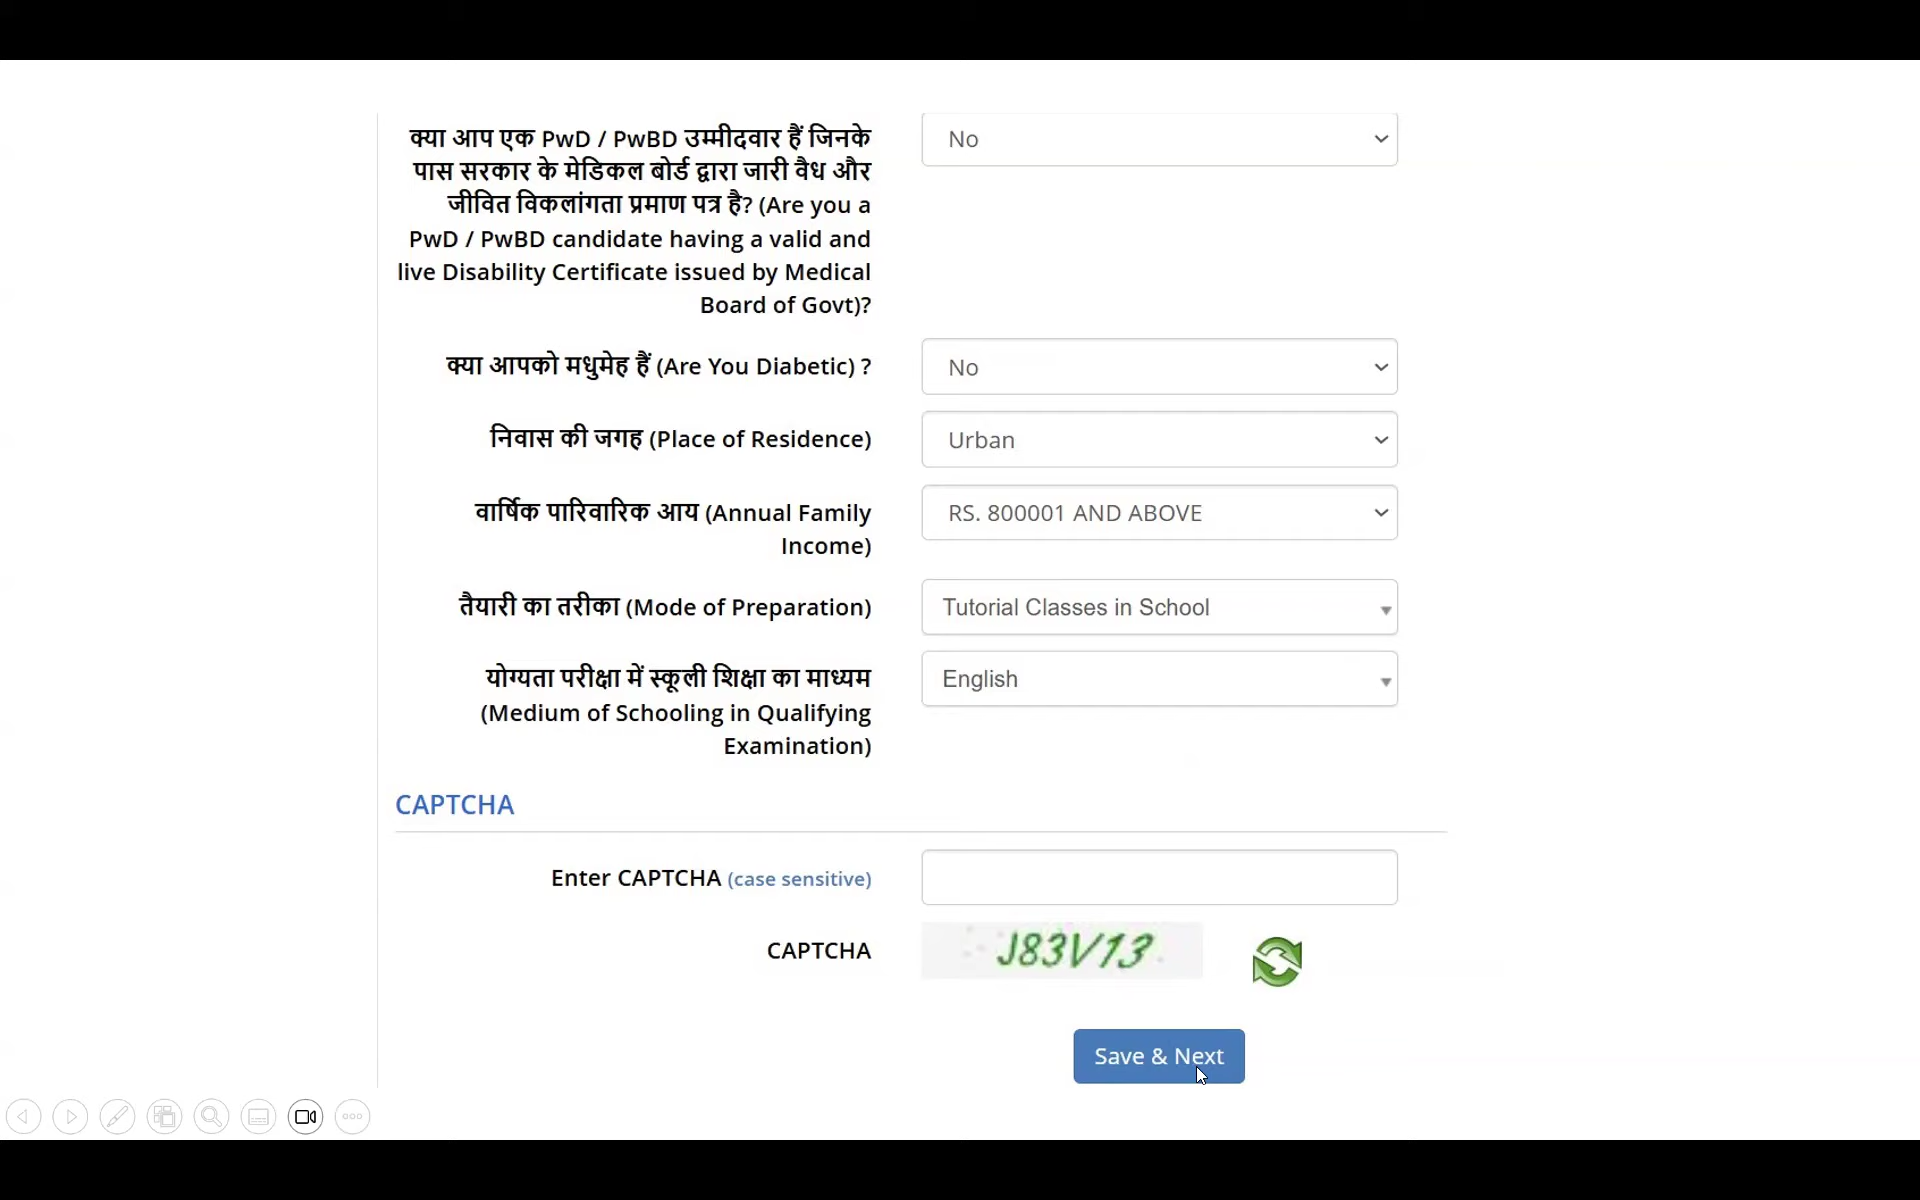 क्या आप एक PwD / PwBD उम्मीदवार हैं जिनके
No
पास सरकार के मेडिकल बोर्ड द्वारा जारी वैध और
जीवित विकलांगता प्रमाण पत्र है? (Are you a
PwD / PwBD candidate having a valid and
live Disability Certificate issued by Medical
Board of Govt)?
क्या आपको मधुमेह हैं (Are You Diabetic) ?
No
निवास की जगह (Place of Residence)
Urban
वार्षिक पारिवारिक आय (Annual Family
Income)
RS. 800001 AND ABOVE
तैयारी का तरीका (Mode of Preparation)
Tutorial Classes in School
योग्यता परीक्षा में स्कूली शिक्षा का माध्यम
(Medium of Schooling in Qualifying
Examination)
English
CAPTCHA
Enter CAPTCHA (case sensitive)
CAPTCHA
J83V13
Save & Next